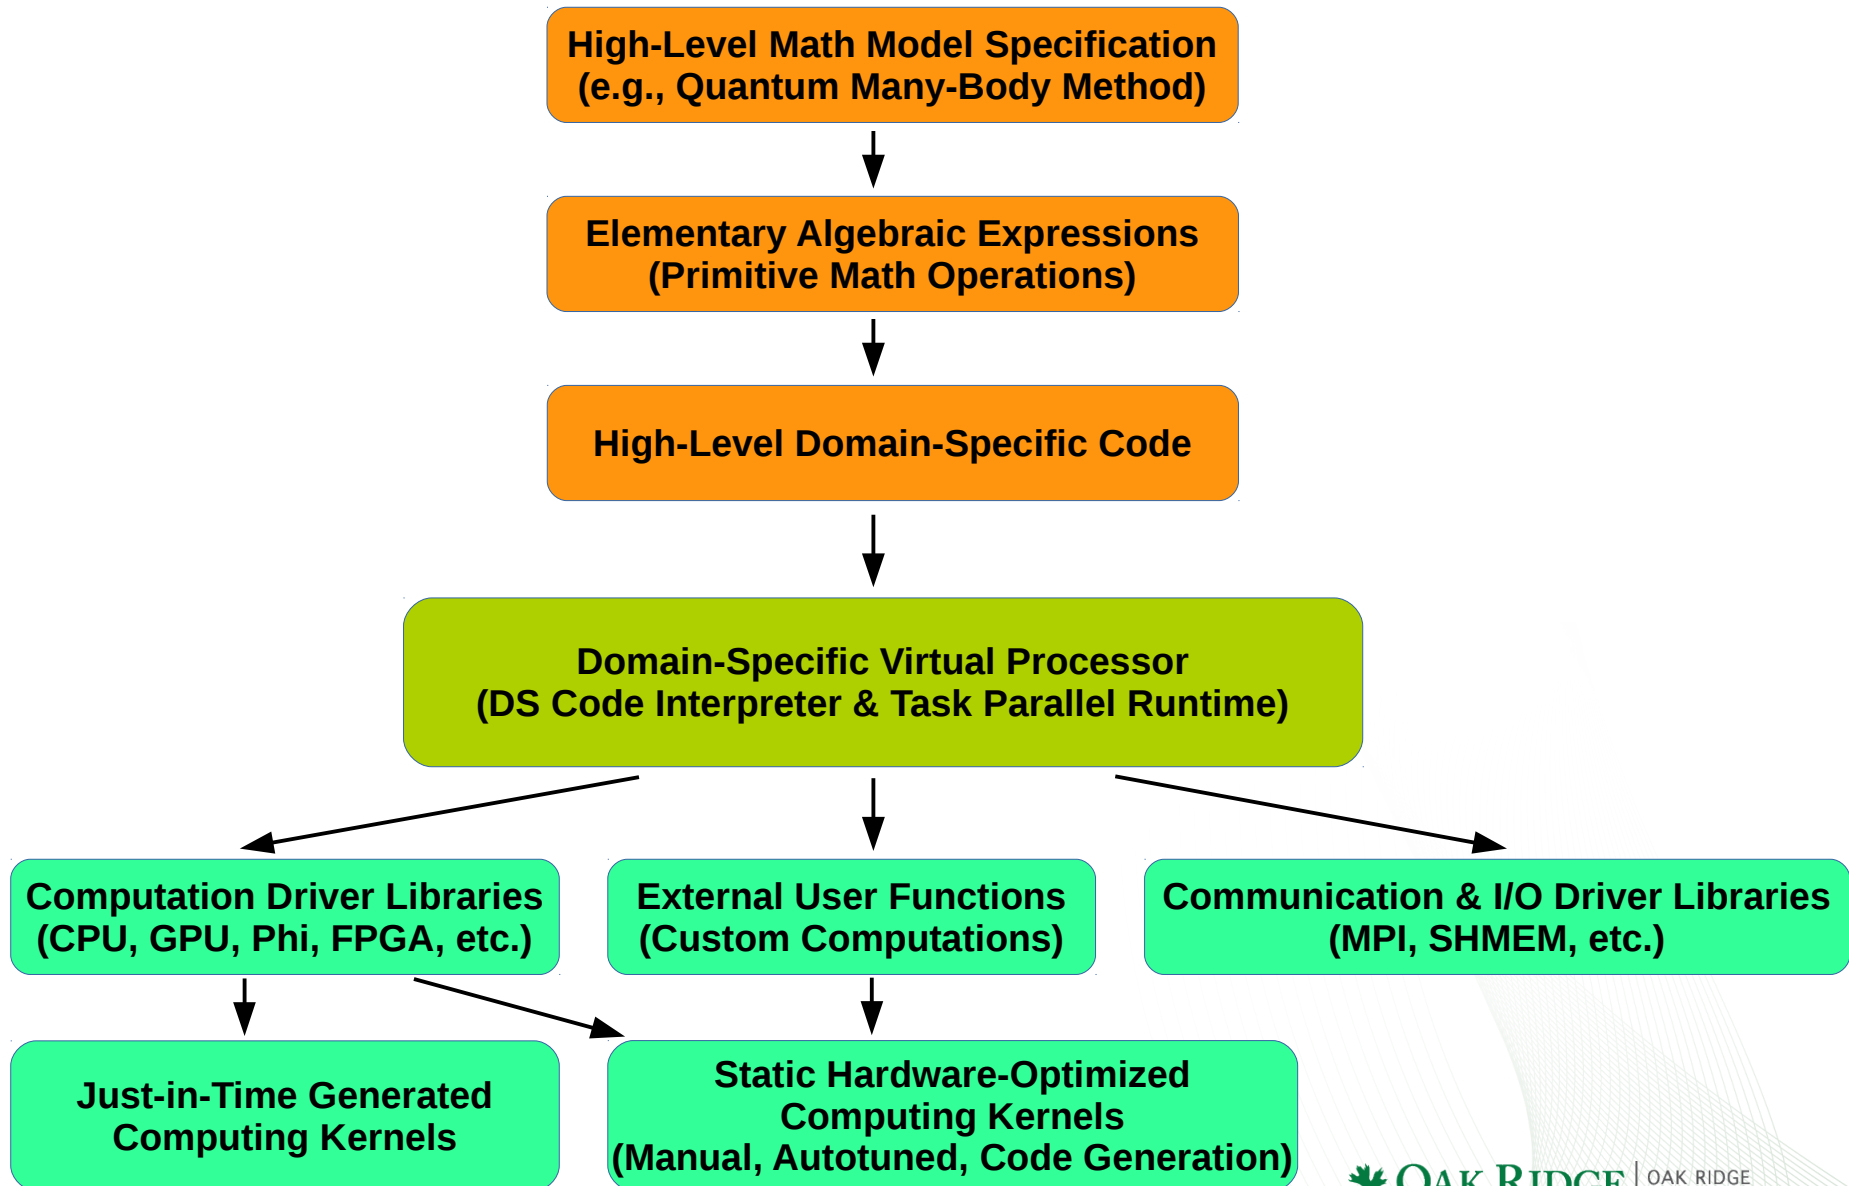 High-Level Math Model Specification
(e.g., Quantum Many-Body Method)
Elementary Algebraic Expressions
(Primitive Math Operations)
High-Level Domain-Specific Code
Domain-Specific Virtual Processor
(DS Code Interpreter & Task Parallel Runtime)
Computation Driver Libraries
(CPU, GPU, Phi, FPGA, etc.)
External User Functions
(Custom Computations)
Communication & I/O Driver Libraries
(MPI, SHMEM, etc.)
Just-in-Time Generated
Computing Kernels
Static Hardware-Optimized
Computing Kernels
(Manual, Autotuned, Code Generation)
OAK RIDGE
OAK RIDGE